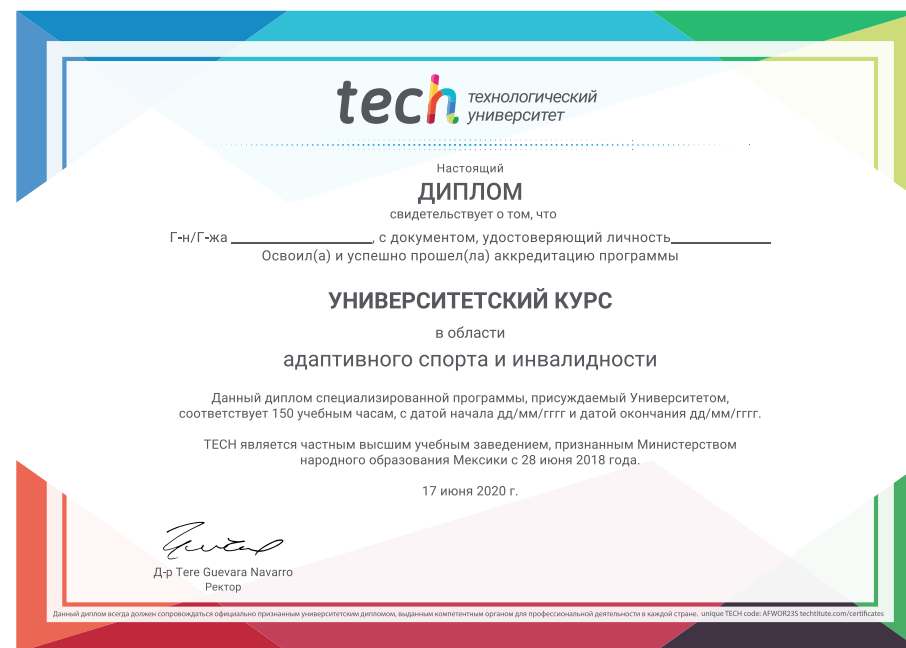 tech технологический университет
Настоящий
ДИПЛОМ
свидетельствует о том, что
Г-н/Г-жа ____________________, с документом, удостоверяющий личность______________
Освоил(а) и успешно прошел(ла) аккредитацию программы
УНИВЕРСИТЕТСКИЙ КУРС
в области
адаптивного спорта и инвалидности
Данный диплом специализированной программы, присуждаемый Университетом,
соответствует 150 учебным часам, с датой начала дд/мм/гггг и датой окончания дд/мм/гггг.
TECH является частным высшим учебным заведением, признанным Министерством
народного образования Мексики с 28 июня 2018 года.
17 июня 2020 г.
Д-р Tere Guevara Navarro
Ректор
Данный диплом всегда должен сопровождаться официально признанным университетским дипломом, выданным компетентным органом для профессиональной деятельности в каждой стране. unique TECH code: AFWOR23S techtitute.com/certificates